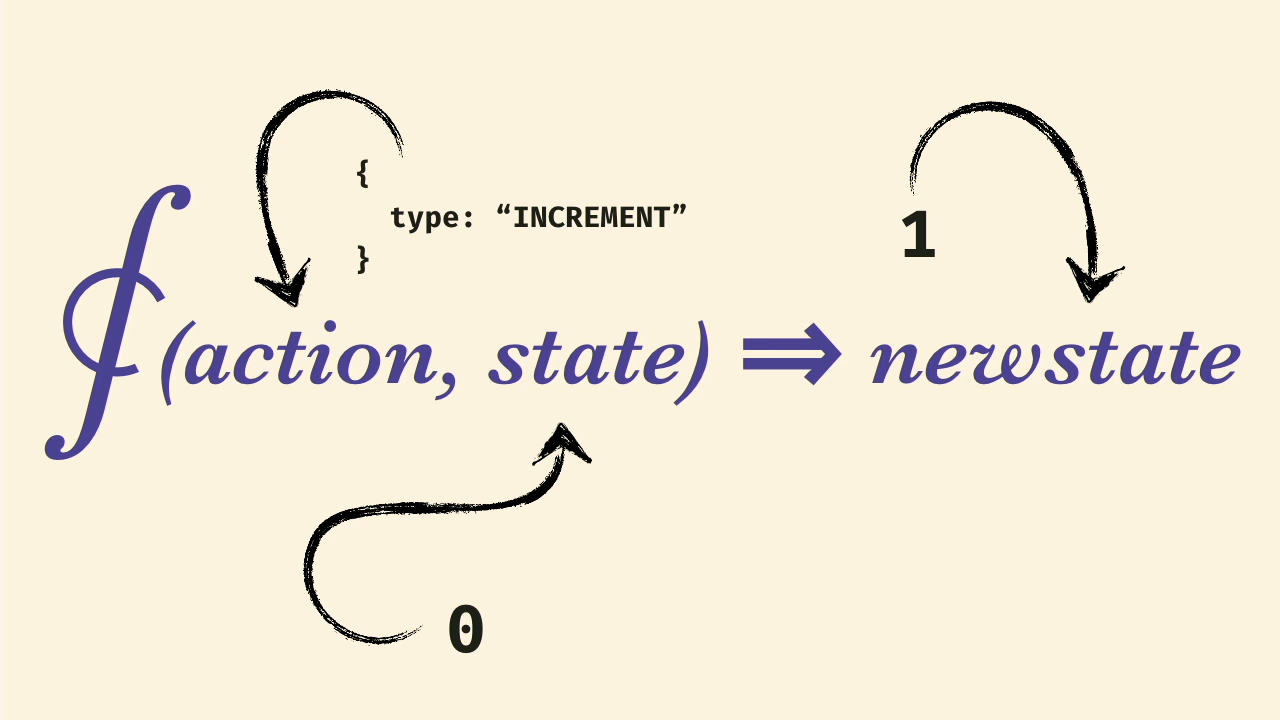 {
type: “INCREMENT”
}
1
∮(action, state) ⇒ newstate
0